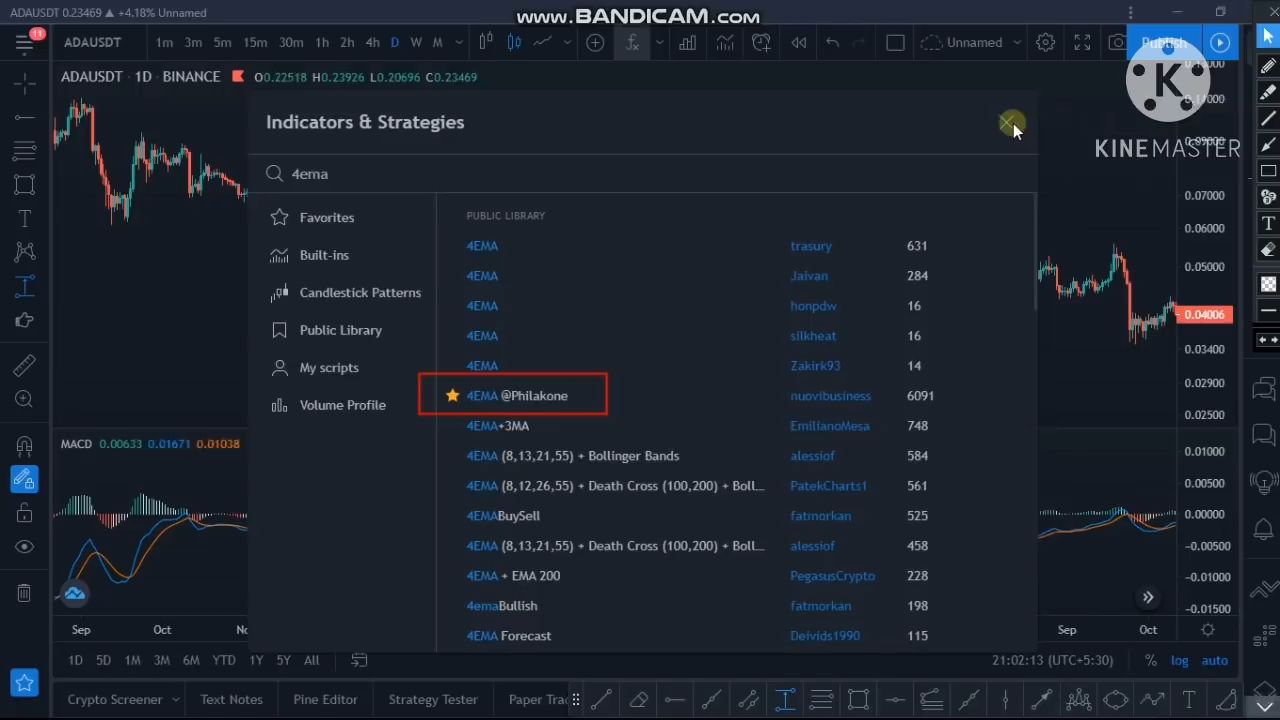 ADAUSDT 0.23469 ▲ +4.18% Unnamed
www.BANDICAM.com
11
ADAUSDT 1m 3m 5m 15m 30m 1h 2h 4h D W M Unnamed Publish
ADAUSDT · 1D · BINANCE O0.22518 H0.23926 L0.20696 C0.23469
K
KINEMASTER
Indicators & Strategies
4ema
Favorites
Built-ins
Candlestick Patterns
Public Library
My scripts
Volume Profile
PUBLIC LIBRARY
4EMA trasury 631
4EMA Jaivan 284
4EMA honpdw 16
4EMA silkheat 16
4EMA Zakirk93 14
4EMA @Philakone nuovibusiness 6091
4EMA+3MA EmilianoMesa 748
4EMA (8,13,21,55) + Bollinger Bands alessiof 584
4EMA (8,12,26,55) + Death Cross (100,200) + Boll... PatekCharts1 561
4EMABuySell fatmorkan 525
4EMA (8,13,21,55) + Death Cross (100,200) + Boll... alessiof 458
4EMA + EMA 200 PegasusCrypto 228
4emaBullish fatmorkan 198
4EMA Forecast Deivids1990 115
0.07000
0.06000
0.05000
0.04006
0.03400
0.02900
0.02500
MACD 0.00633 0.01671 0.01038
0.01000
0.00500
0.00000
−0.00500
−0.01000
−0.01500
Sep Oct Sep Oct
1D 5D 1M 3M 6M YTD 1Y 5Y All 21:02:13 (UTC+5:30) % log auto
Crypto Screener Text Notes Pine Editor Strategy Tester Paper Tra